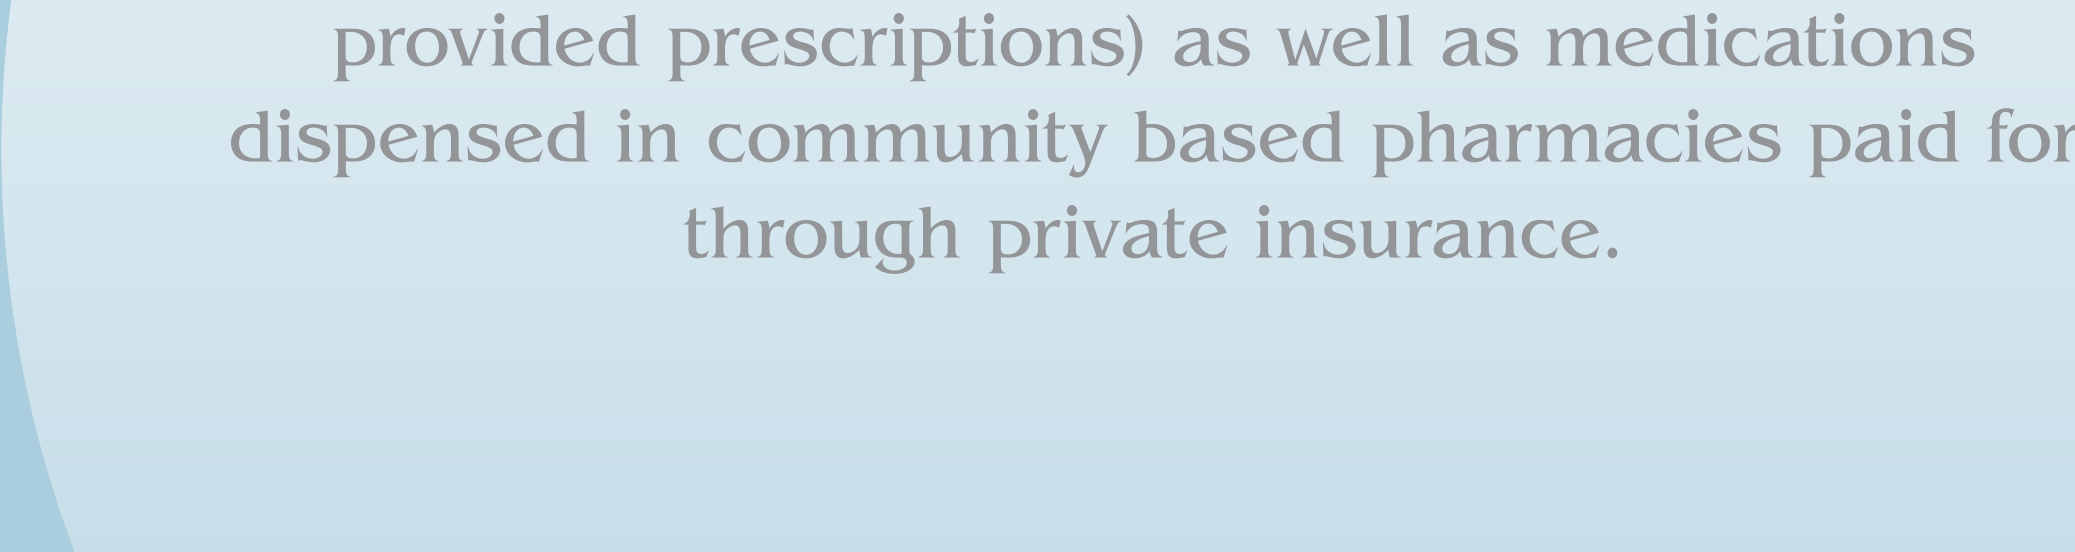 provided prescriptions) as well as medications
dispensed in community based pharmacies paid for
through private insurance.